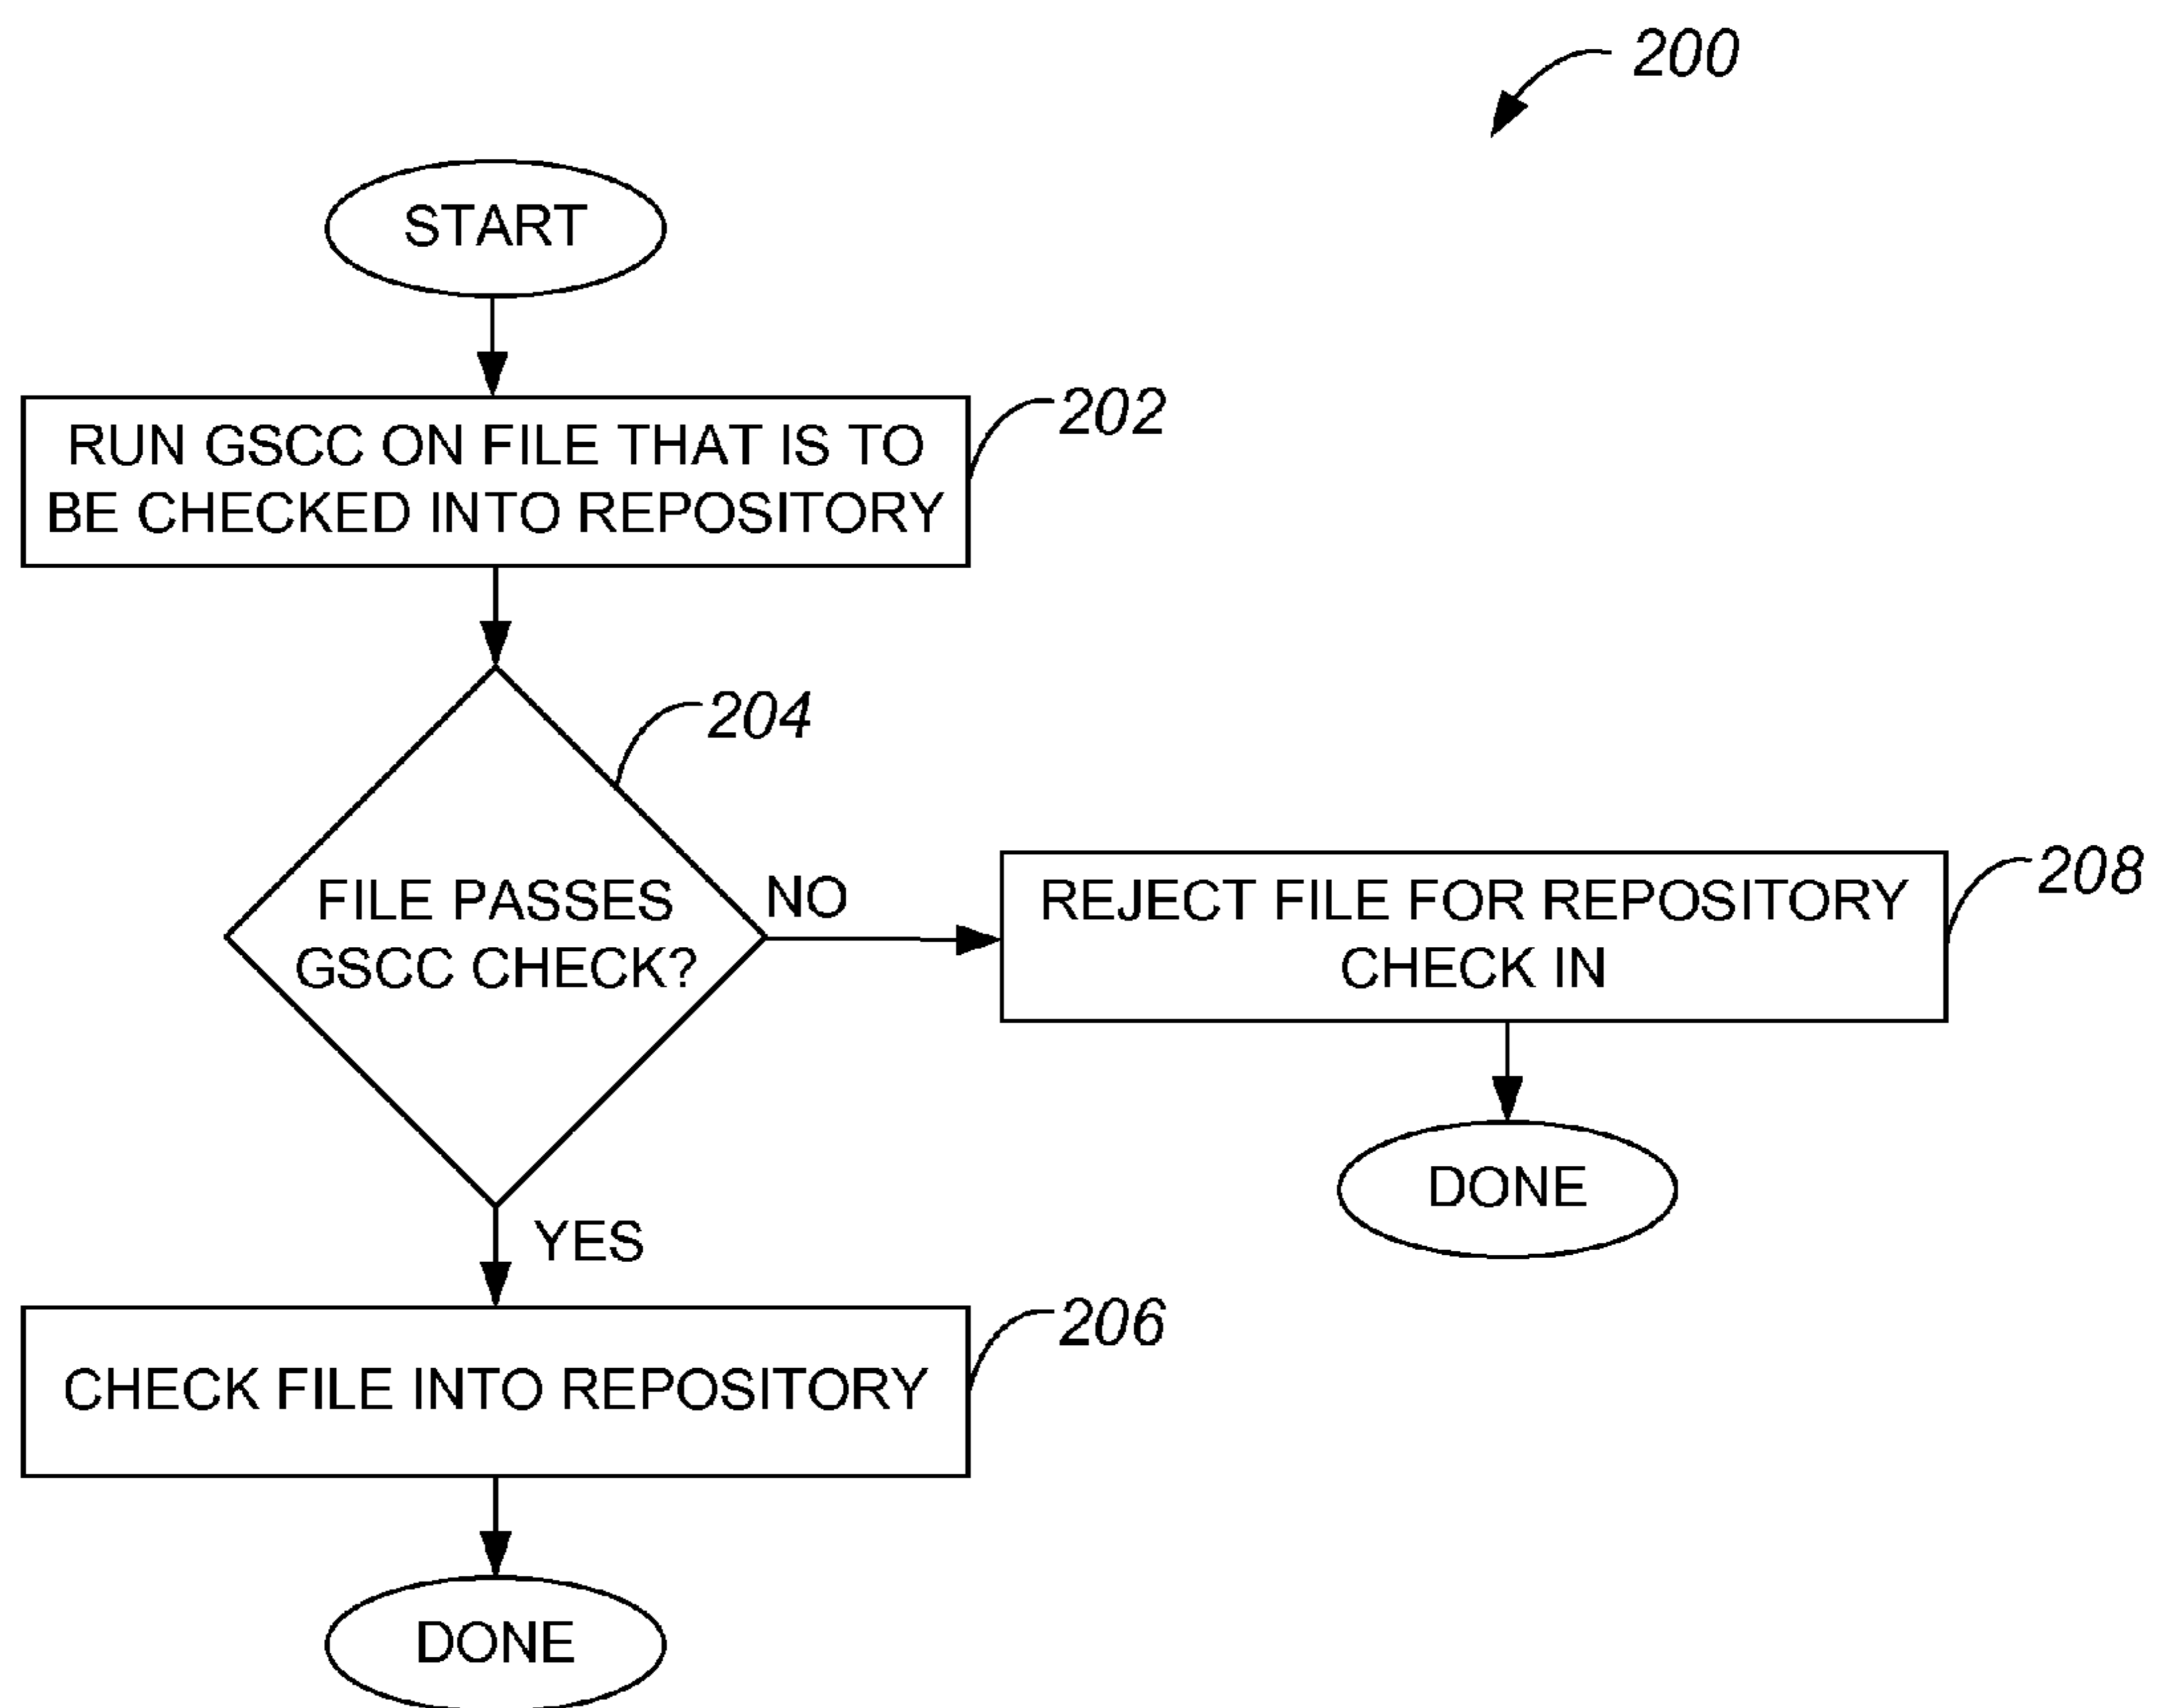 200
START
RUN GSCC ON FILE THAT IS TO
BE CHECKED INTO REPOSITORY
202
204
FILE PASSES
GSCC CHECK?
NO
REJECT FILE FOR REPOSITORY
CHECK IN
208
DONE
YES
CHECK FILE INTO REPOSITORY
206
DONE